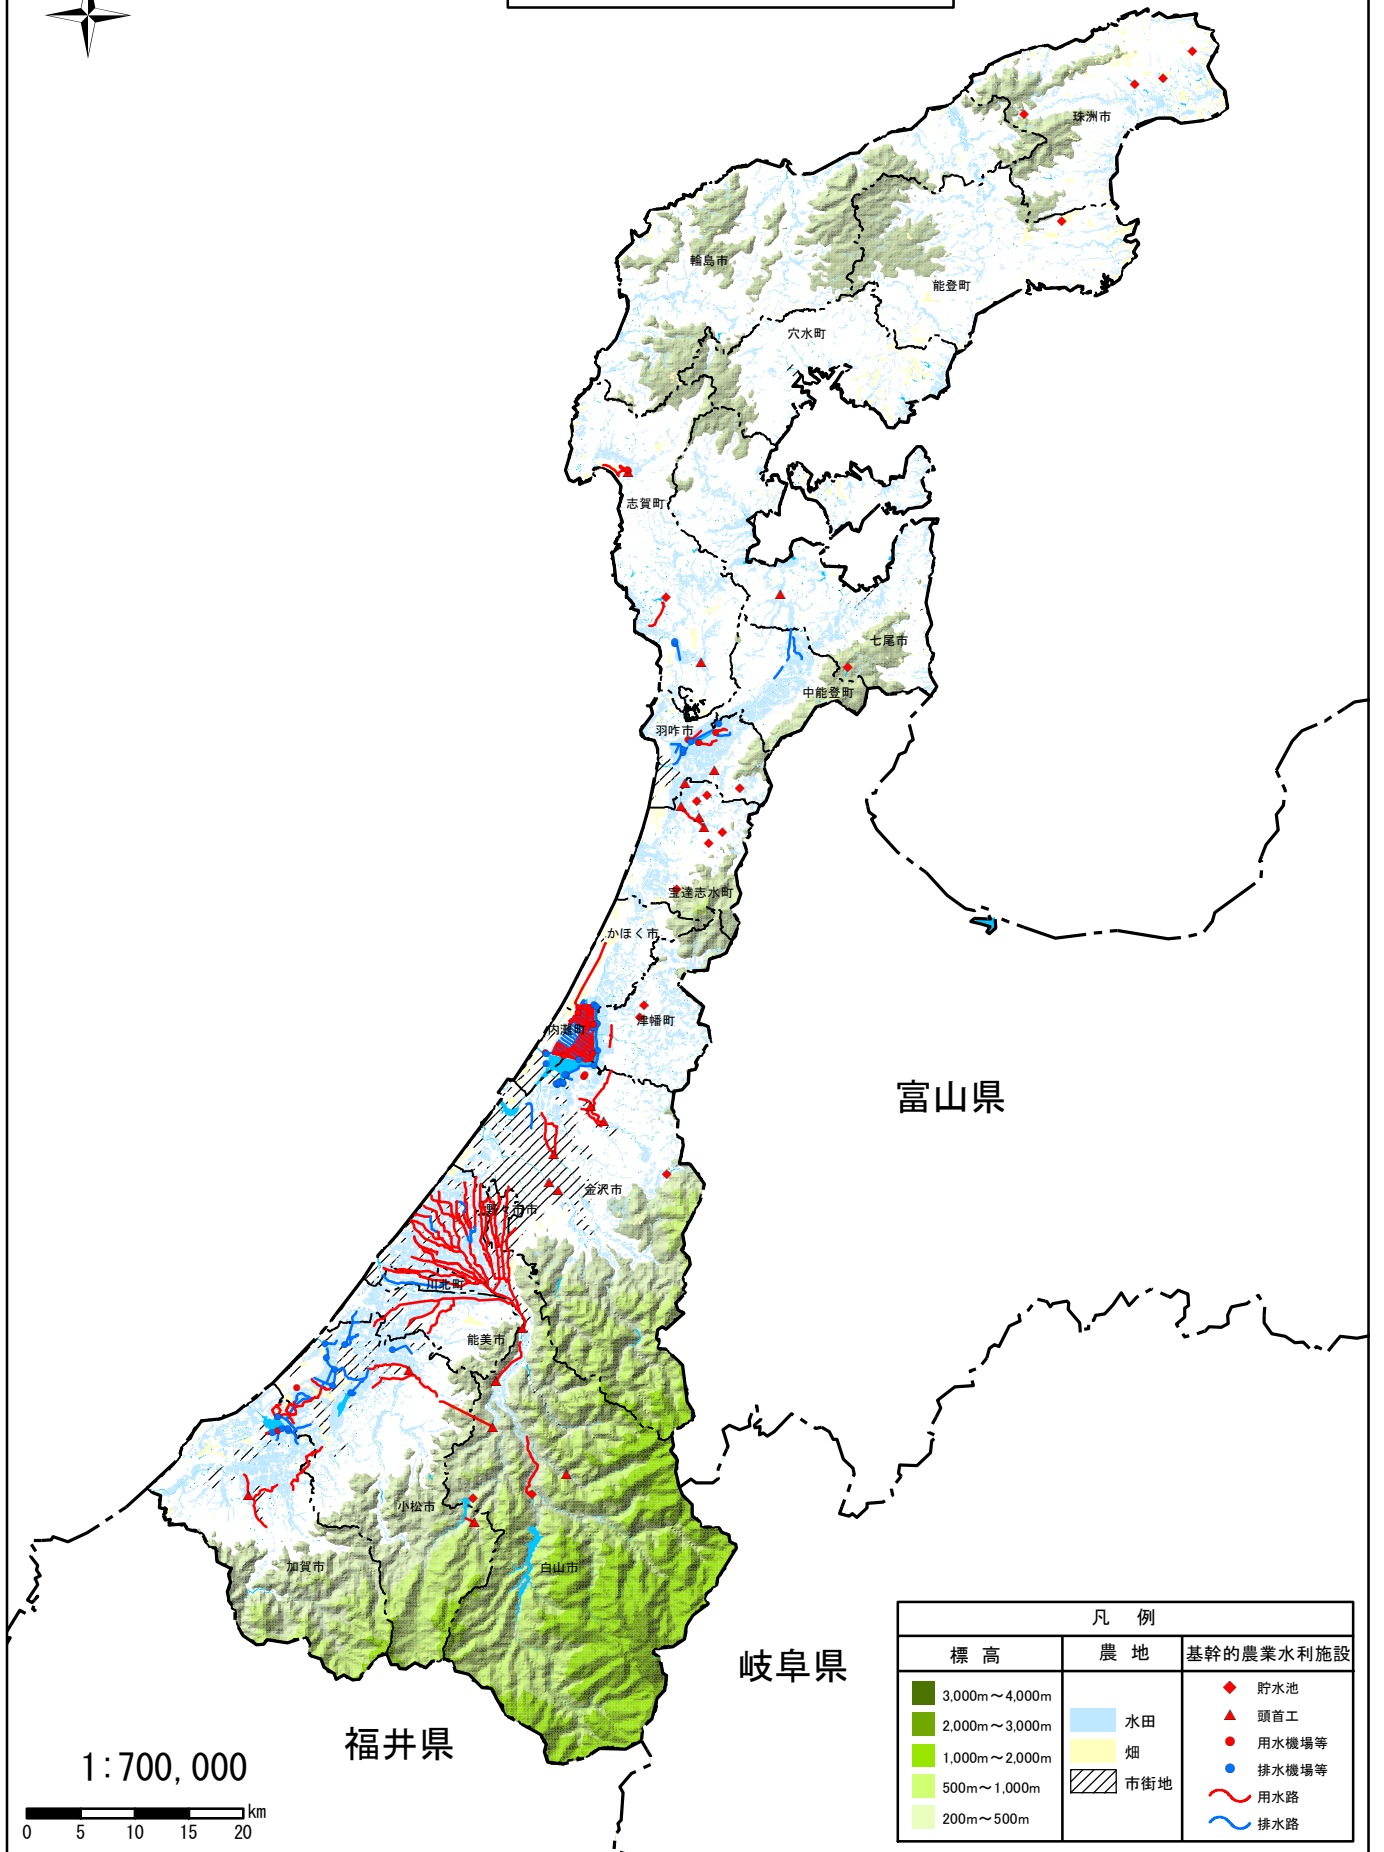 珠洲市
輪島市
能登町
穴水町
志賀町
七尾市
中能登町
羽咋市
宝達志水町
かほく市
内灘町
津幡町
富山県
金沢市
野々市市
川北町
能美市
小松市
加賀市
白山市
岐阜県
福井県
1:700,000
km
0 5 10 15 20
凡 例
標 高
農 地
基幹的農業水利施設
3,000m～4,000m
2,000m～3,000m
1,000m～2,000m
500m～1,000m
200m～500m
水田
畑
市街地
貯水池
頭首工
用水機場等
排水機場等
用水路
排水路